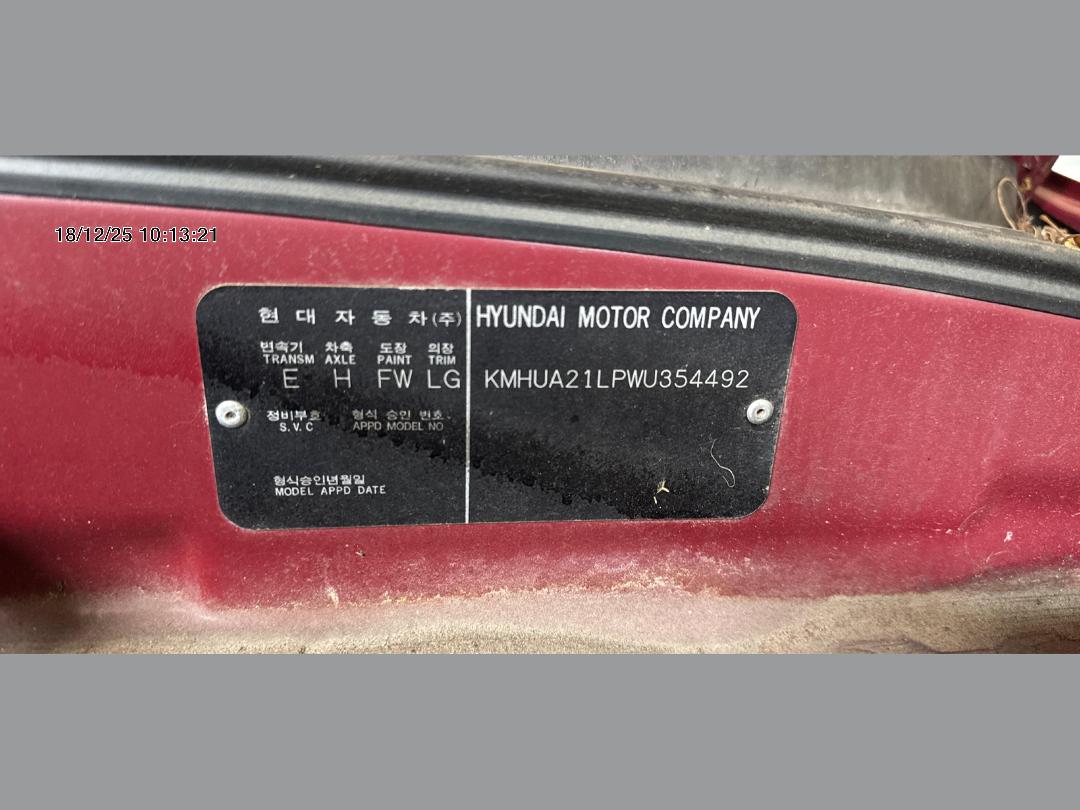 18/12/25 10:13:21
현대자동차(주) HYUNDAI MOTOR COMPANY
변속기 차축 도장 의장
TRANSM AXLE PAINT TRIM
E H FW LG KMHUA21LPWU354492
정비부호 형식 승인 번호
S.V.C APPD MODEL NO
형식승인년월일
MODEL APPD DATE